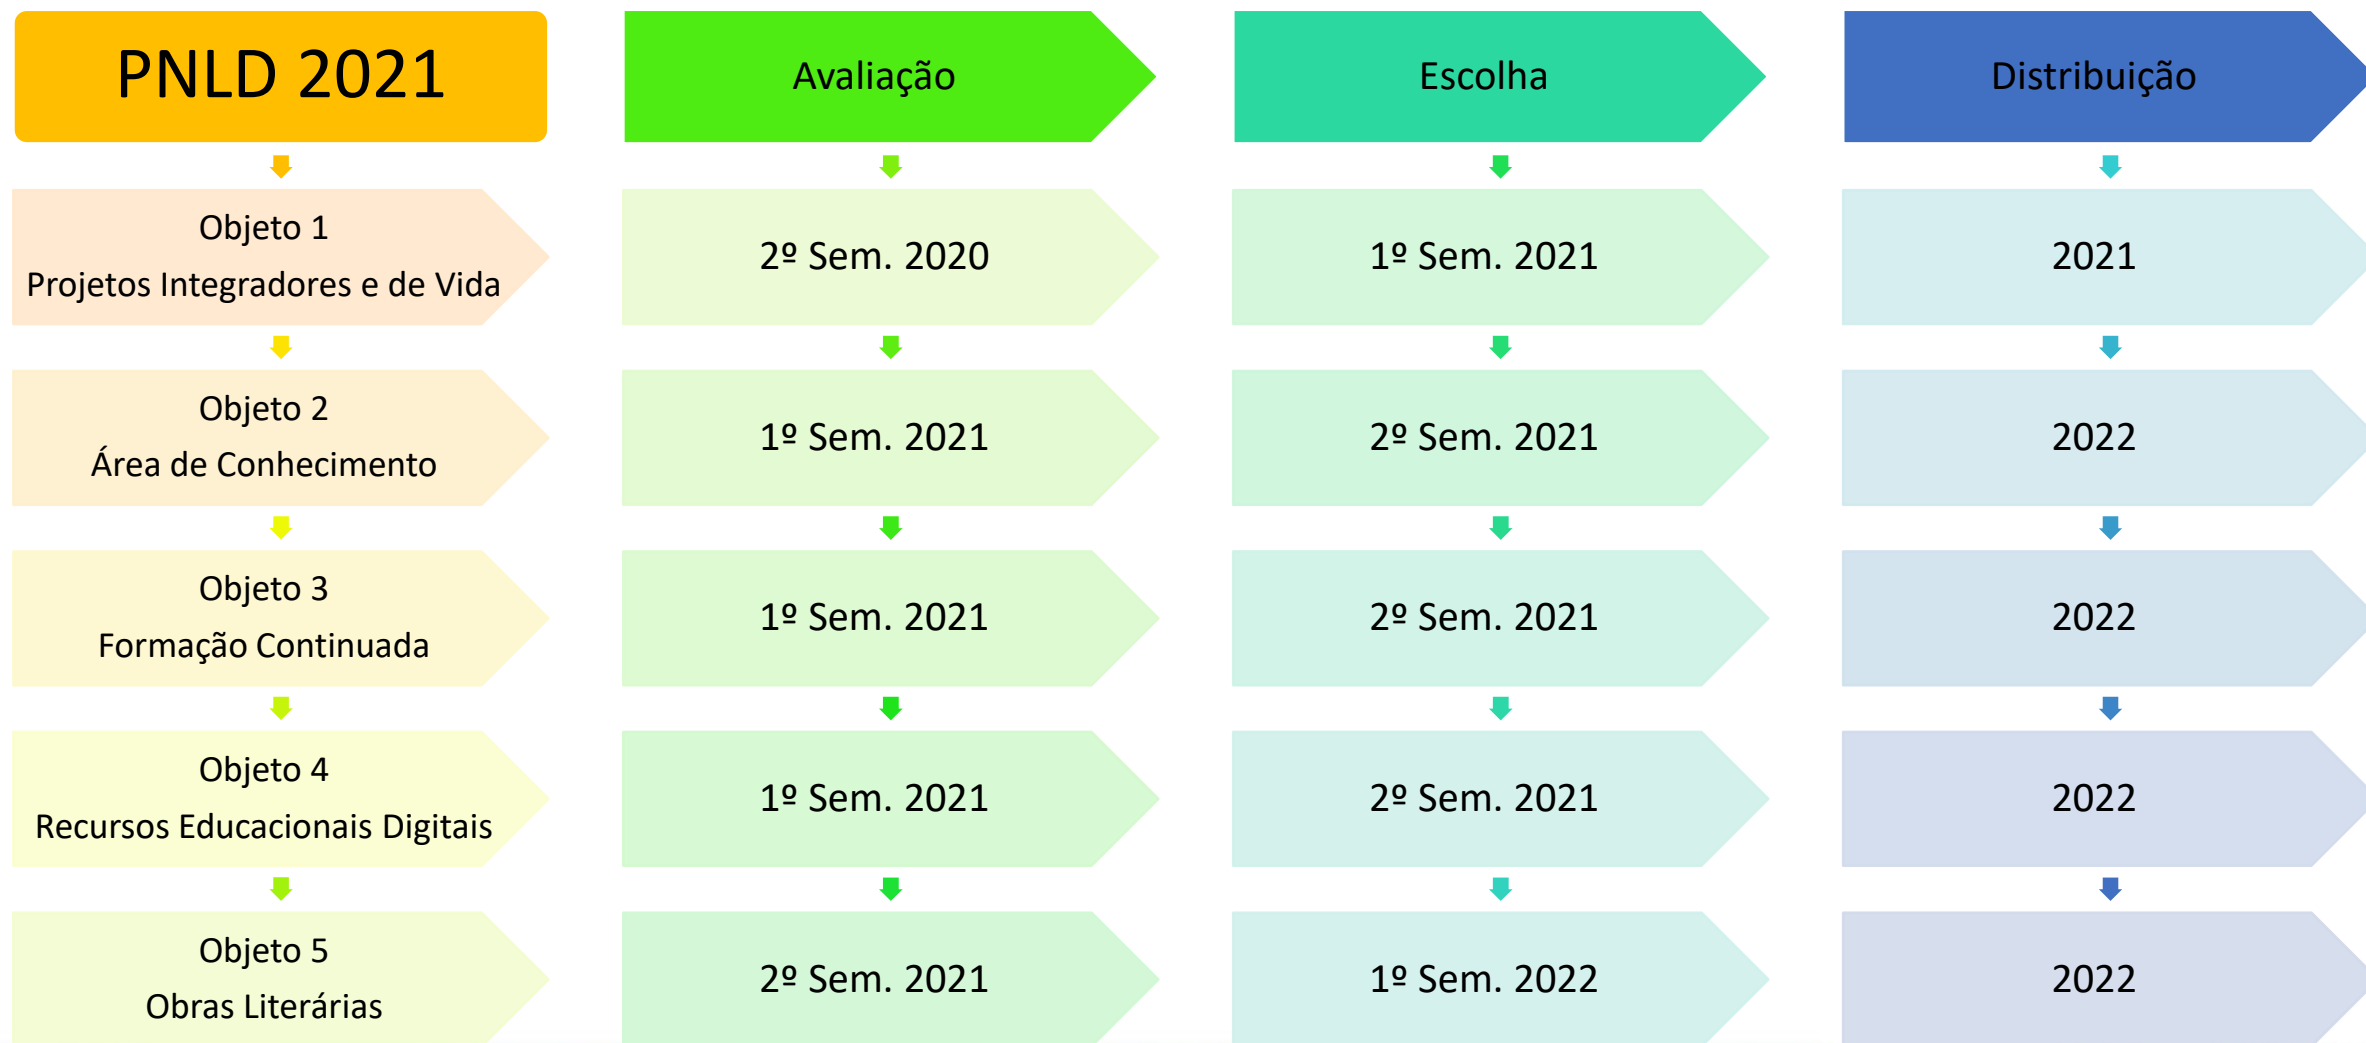 PNLD 2021
Avaliação
Escolha
Distribuição
Objeto 1
Projetos Integradores e de Vida
2º Sem. 2020
1º Sem. 2021
2021
Objeto 2
Área de Conhecimento
1º Sem. 2021
2º Sem. 2021
2022
Objeto 3
Formação Continuada
1º Sem. 2021
2º Sem. 2021
2022
Objeto 4
Recursos Educacionais Digitais
1º Sem. 2021
2º Sem. 2021
2022
Objeto 5
Obras Literárias
2º Sem. 2021
1º Sem. 2022
2022